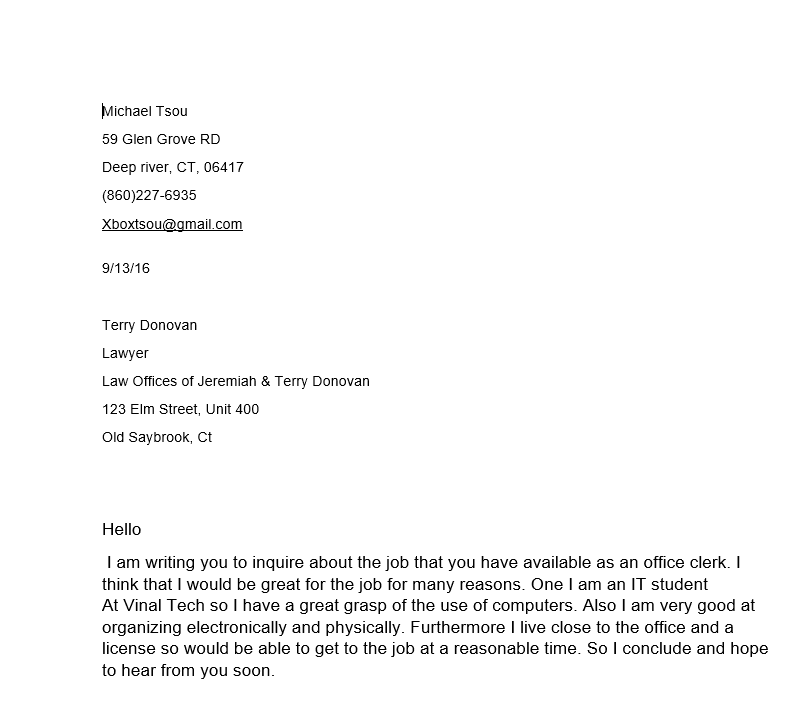 Michael Tsou
59 Glen Grove RD
Deep river, CT, 06417
(860)227-6935
Xboxtsou@gmail.com
9/13/16
Terry Donovan
Lawyer
Law Offices of Jeremiah & Terry Donovan
123 Elm Street, Unit 400
Old Saybrook, Ct
Hello
I am writing you to inquire about the job that you have available as an office clerk. I
think that I would be great for the job for many reasons. One I am an IT student
At Vinal Tech so I have a great grasp of the use of computers. Also I am very good at
organizing electronically and physically. Furthermore I live close to the office and a
license so would be able to get to the job at a reasonable time. So I conclude and hope
to hear from you soon.